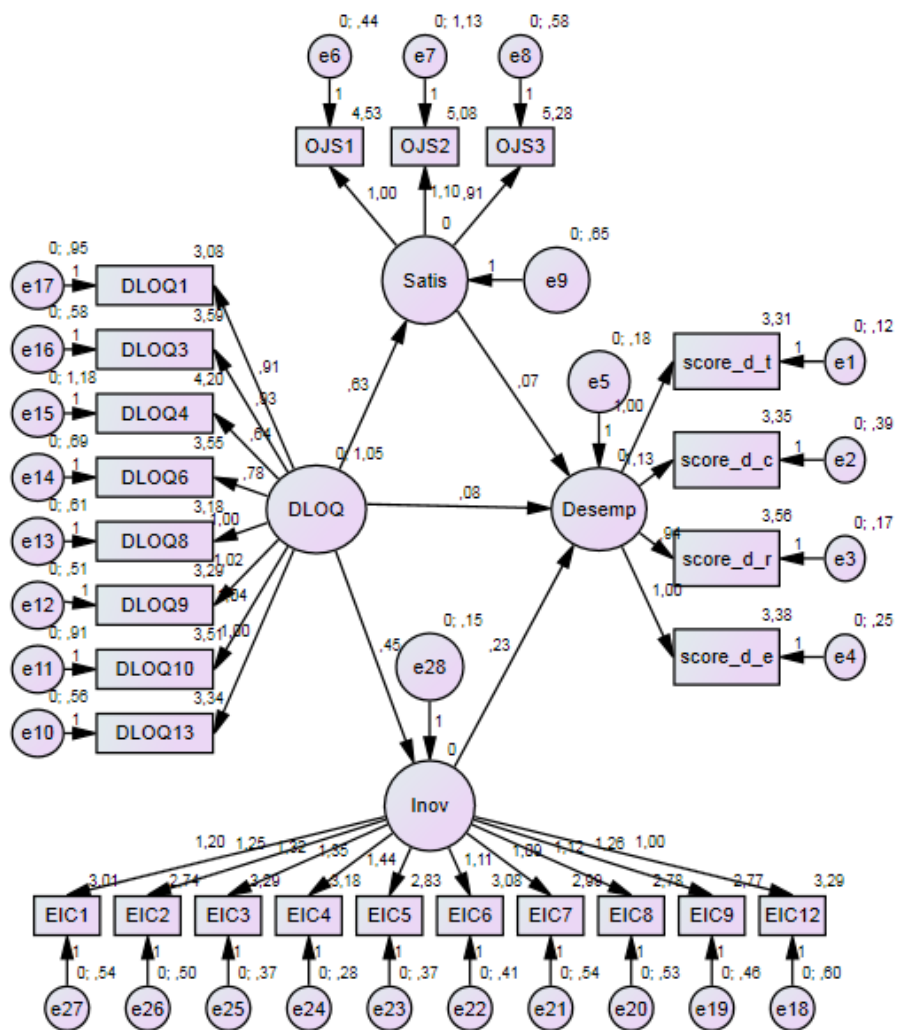 0; ,44
0; 1,13
0; ,58
e6
e7
e8
1
1
1
4,53
5,08
5,28
OJS1
OJS2
OJS3
1,00
1,10
,91
0
Satis
1
0; ,65
e9
0; ,95
3,08
e17
1
DLOQ1
0; ,58
3,59
e16
1
DLOQ3
0; 1,18
4,20
e15
1
DLOQ4
0; ,69
3,55
e14
1
DLOQ6
0; ,61
3,18
e13
1
DLOQ8
0; ,51
3,29
e12
1
DLOQ9
0; ,91
3,51
e11
1
DLOQ10
0; ,56
3,34
e10
1
DLOQ13
,91
,93
,64
,78
1,00
1,02
1,04
1,00
0; 1,05
DLOQ
,63
,07
,08
,45
,23
0; ,18
e5
1
0
Desemp
1,00
1,13
,94
1,00
3,31
0; ,12
score_d_t
1
e1
3,35
0; ,39
score_d_c
1
e2
3,56
0; ,17
score_d_r
1
e3
3,38
0; ,25
score_d_e
1
e4
0; ,15
e28
1
0
Inov
1,20
1,25
1,32
1,35
1,44
1,11
1,09
1,12
1,26
1,00
3,01
2,74
3,29
3,18
2,83
3,08
2,99
2,78
2,77
3,29
EIC1
EIC2
EIC3
EIC4
EIC5
EIC6
EIC7
EIC8
EIC9
EIC12
1
1
1
1
1
1
1
1
1
1
0; ,54
0; ,50
0; ,37
0; ,28
0; ,37
0; ,41
0; ,54
0; ,53
0; ,46
0; ,60
e27
e26
e25
e24
e23
e22
e21
e20
e19
e18